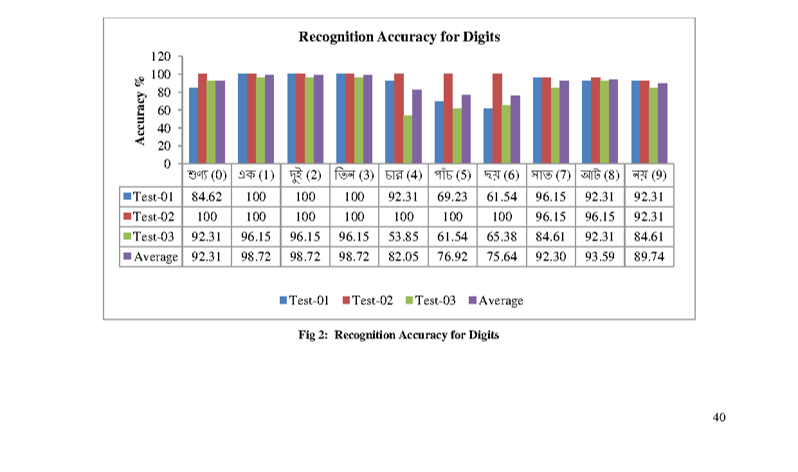 Recognition Accuracy for Digits
120
100
80
60
40
20
0
Accuracy %
শুণ্য (0) এক (1) দুই (2) তিন (3) চার (4) পাঁচ (5) ছয় (6) সাত (7) আট (8) নয় (9)
Test-01 84.62 100 100 100 92.31 69.23 61.54 96.15 92.31 92.31
Test-02 100 100 100 100 100 100 100 96.15 96.15 92.31
Test-03 92.31 96.15 96.15 96.15 53.85 61.54 65.38 84.61 92.31 84.61
Average 92.31 98.72 98.72 98.72 82.05 76.92 75.64 92.30 93.59 89.74
Test-01 Test-02 Test-03 Average
Fig 2: Recognition Accuracy for Digits
40